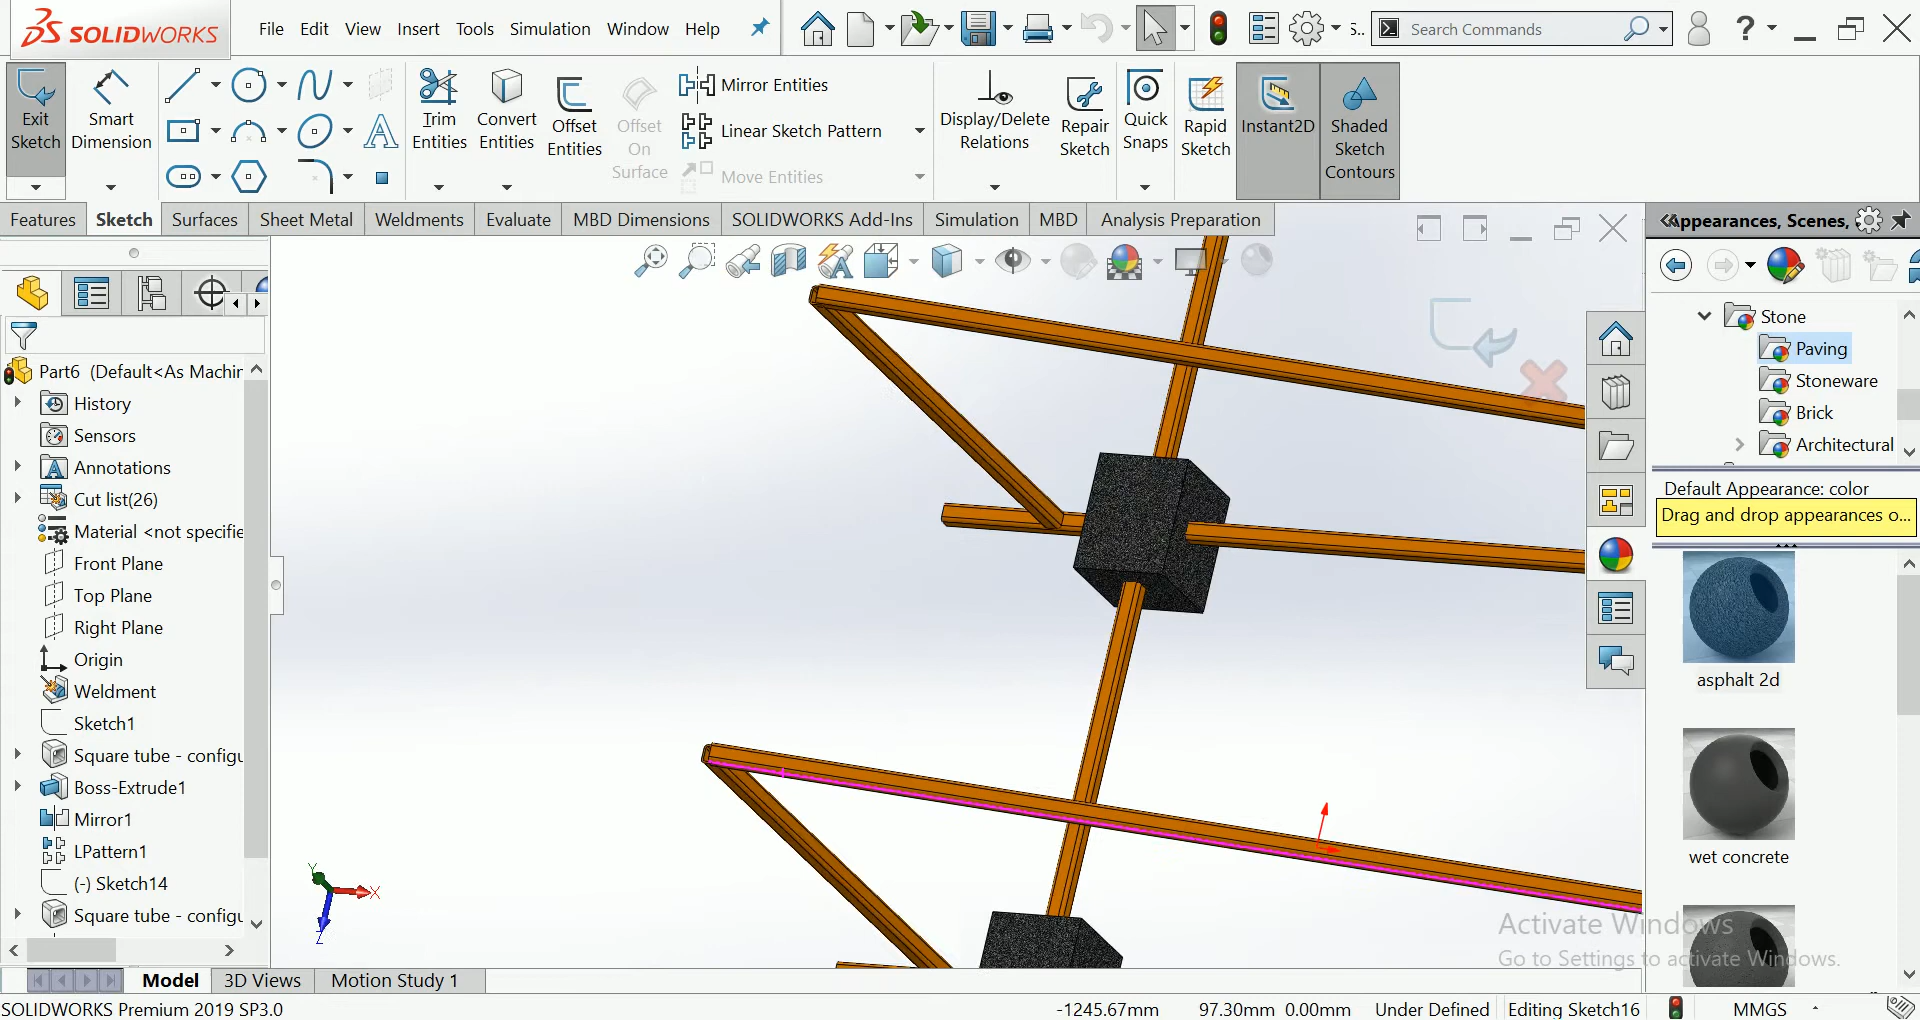 SOLIDWORKS File Edit View Insert Tools Simulation Window Help S.. Search Commands ?
Exit Sketch
Smart Dimension
Trim Entities
Convert Entities
Offset Entities
Offset On Surface
Mirror Entities
Linear Sketch Pattern
Move Entities
Display/Delete Relations
Repair Sketch
Quick Snaps
Rapid Sketch
Instant2D
Shaded Sketch Contours
Features Sketch Surfaces Sheet Metal Weldments Evaluate MBD Dimensions SOLIDWORKS Add-Ins Simulation MBD Analysis Preparation
Appearances, Scenes,
Part6 (Default<As Machin
History
Sensors
Annotations
Cut list(26)
Material <not specifie
Front Plane
Top Plane
Right Plane
Origin
Weldment
Sketch1
Square tube - configu
Boss-Extrude1
Mirror1
LPattern1
(-) Sketch14
Square tube - configu
Y
X
Z
Stone
Paving
Stoneware
Brick
Architectural
Default Appearance: color
Drag and drop appearances o...
asphalt 2d
wet concrete
Activate Windows
Go to Settings to activate Windows.
Model 3D Views Motion Study 1
SOLIDWORKS Premium 2019 SP3.0 -1245.67mm 97.30mm 0.00mm Under Defined Editing Sketch16 MMGS